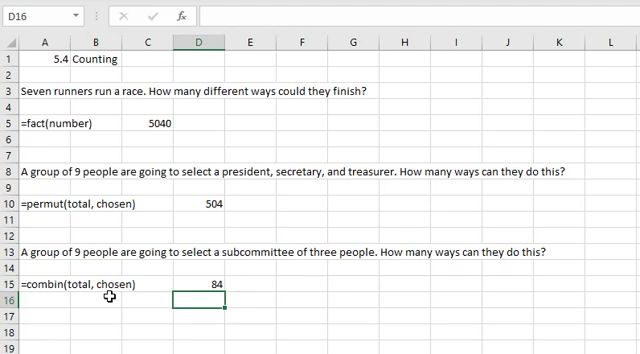 D16 fx
A B C D E F G H I J K L
1 5.4 Counting
2
3 Seven runners run a race. How many different ways could they finish?
4
5 =fact(number) 5040
6
7
8 A group of 9 people are going to select a president, secretary, and treasurer. How many ways can they do this?
9
10 =permut(total, chosen) 504
11
12
13 A group of 9 people are going to select a subcommittee of three people. How many ways can they do this?
14
15 =combin(total, chosen) 84
16
17
18
19